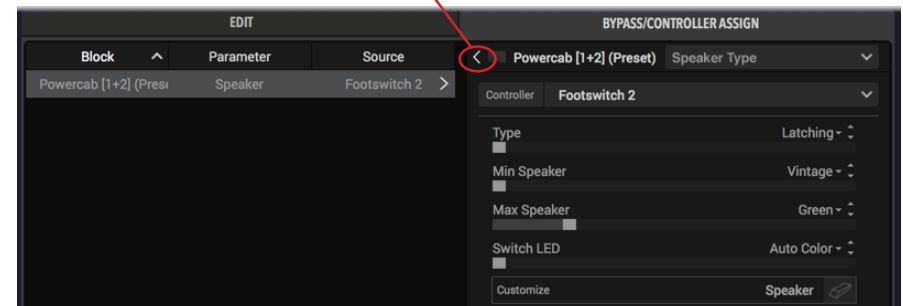 EDIT
BYPASS/CONTROLLER ASSIGN
Block Parameter Source
Powercab [1+2] (Prese Speaker Footswitch 2
Powercab [1+2] (Preset) Speaker Type
Controller Footswitch 2
Type Latching
Min Speaker Vintage
Max Speaker Green
Switch LED Auto Color
Customize Speaker